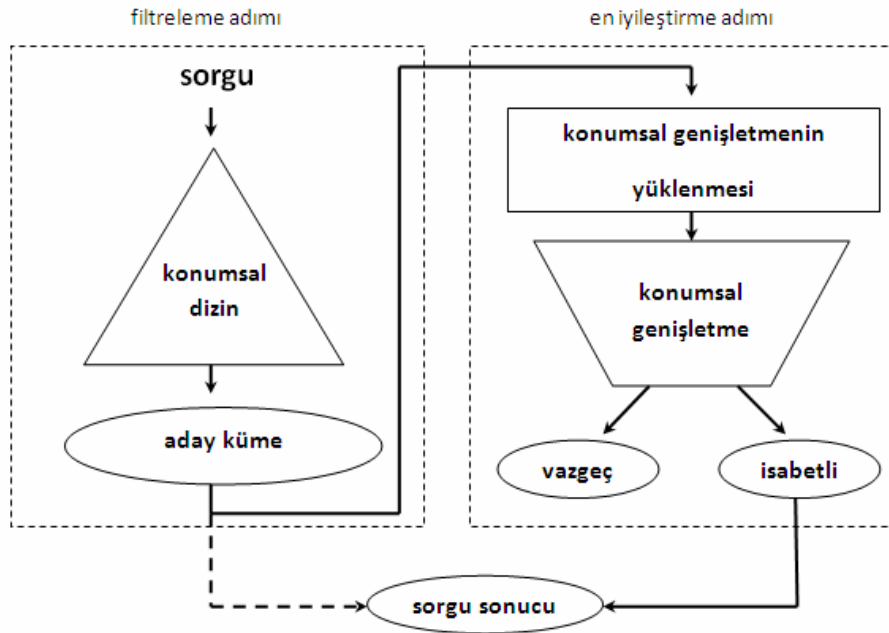 filtreleme adımı
en iyileştirme adımı
sorgu
konumsal
dizin
aday küme
konumsal genişletmenin
yüklenmesi
konumsal
genişletme
vazgeç
isabetli
sorgu sonucu